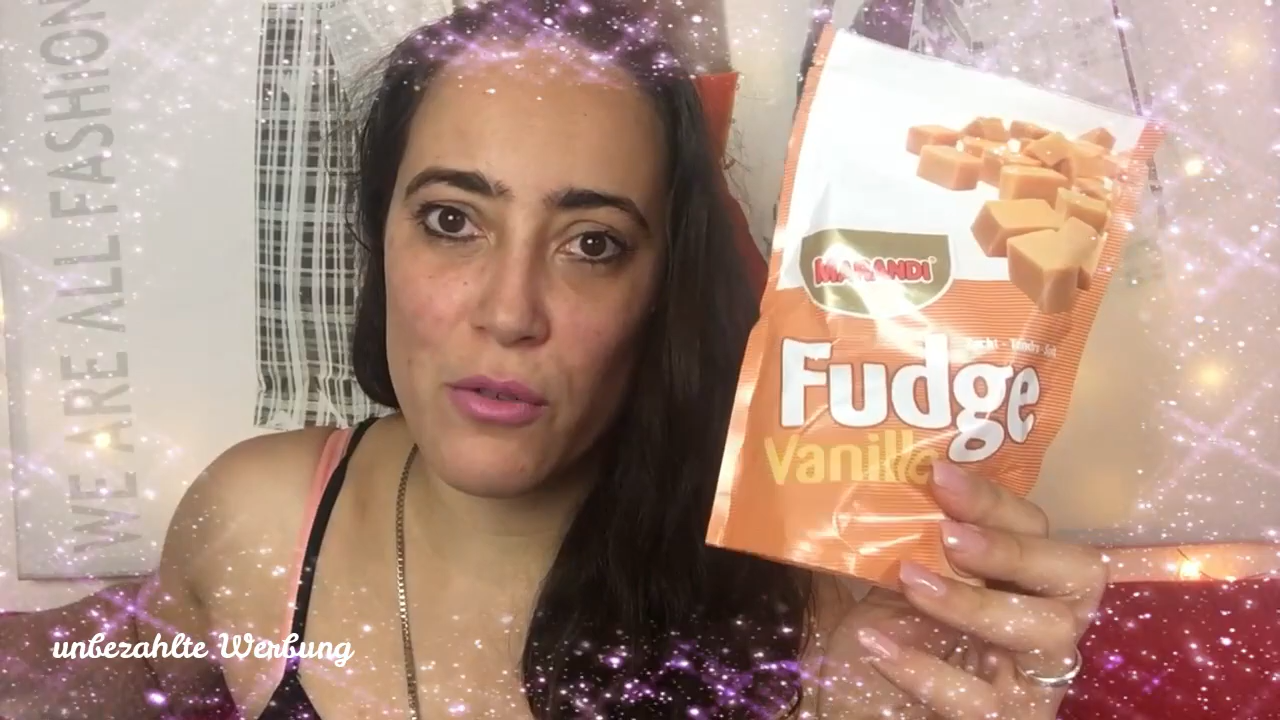 WE ARE ALL FASHION
MARANDI
Fudge
Vanille
unbezahlte Werbung